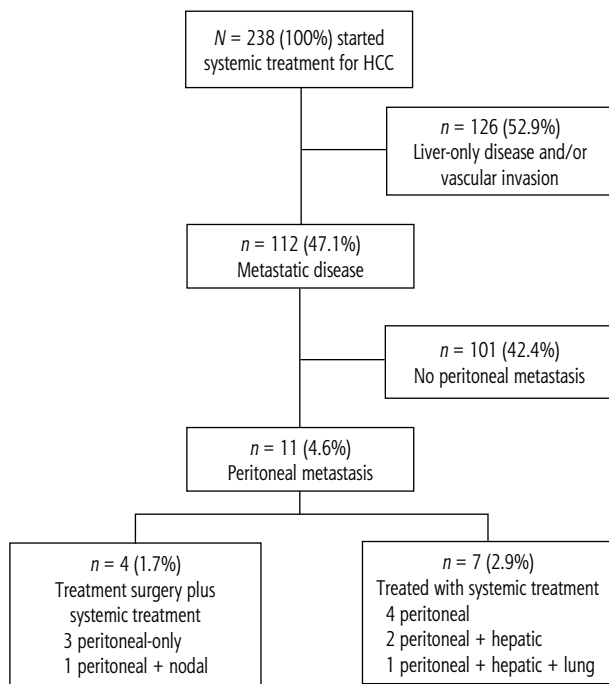 N = 238 (100%) started
systemic treatment for HCC
n = 126 (52.9%)
Liver-only disease and/or
vascular invasion
n = 112 (47.1%)
Metastatic disease
n = 101 (42.4%)
No peritoneal metastasis
n = 11 (4.6%)
Peritoneal metastasis
n = 4 (1.7%)
Treatment surgery plus
systemic treatment
3 peritoneal-only
1 peritoneal + nodal
n = 7 (2.9%)
Treated with systemic treatment
4 peritoneal
2 peritoneal + hepatic
1 peritoneal + hepatic + lung